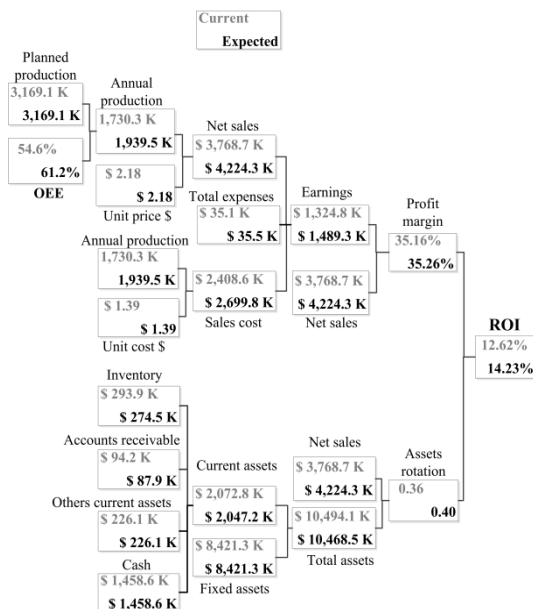 Current
Expected
Planned
production
3,169.1 K
3,169.1 K
54.6%
61.2%
OEE
Annual
production
1,730.3 K
1,939.5 K
$ 2.18
$ 2.18
Unit price $
Net sales
$ 3,768.7 K
$ 4,224.3 K
Total expenses
$ 35.1 K
$ 35.5 K
Annual production
1,730.3 K
1,939.5 K
$ 1.39
$ 1.39
Unit cost $
$ 2,408.6 K
$ 2,699.8 K
Sales cost
Earnings
$ 1,324.8 K
$ 1,489.3 K
$ 3,768.7 K
$ 4,224.3 K
Net sales
Profit
margin
35.16%
35.26%
ROI
12.62%
14.23%
Inventory
$ 293.9 K
$ 274.5 K
Accounts receivable
$ 94.2 K
$ 87.9 K
Others current assets
$ 226.1 K
$ 226.1 K
Cash
$ 1,458.6 K
$ 1,458.6 K
Current assets
$ 2,072.8 K
$ 2,047.2 K
$ 8,421.3 K
$ 8,421.3 K
Fixed assets
Net sales
$ 3,768.7 K
$ 4,224.3 K
$ 10,494.1 K
$ 10,468.5 K
Total assets
Assets
rotation
0.36
0.40